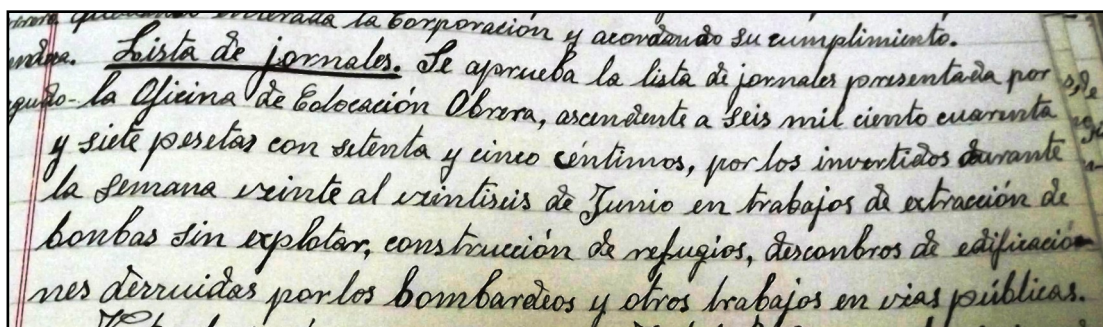 enterada la Corporación y acordando su cumplimiento.
Lista de jornales. Se aprueba la lista de jornales presentada por
la Oficina de Colocación Obrera, ascendente a seis mil ciento cuarenta
y siete pesetas con setenta y cinco céntimos, por los invertidos durante
la semana veinte al veintiseis de Junio en trabajos de extracción de
bonbas sin explotar, construcción de refugios, desconbros de edificacio
nes derruidas por los bombardeos y otros trabajos en vias públicas.